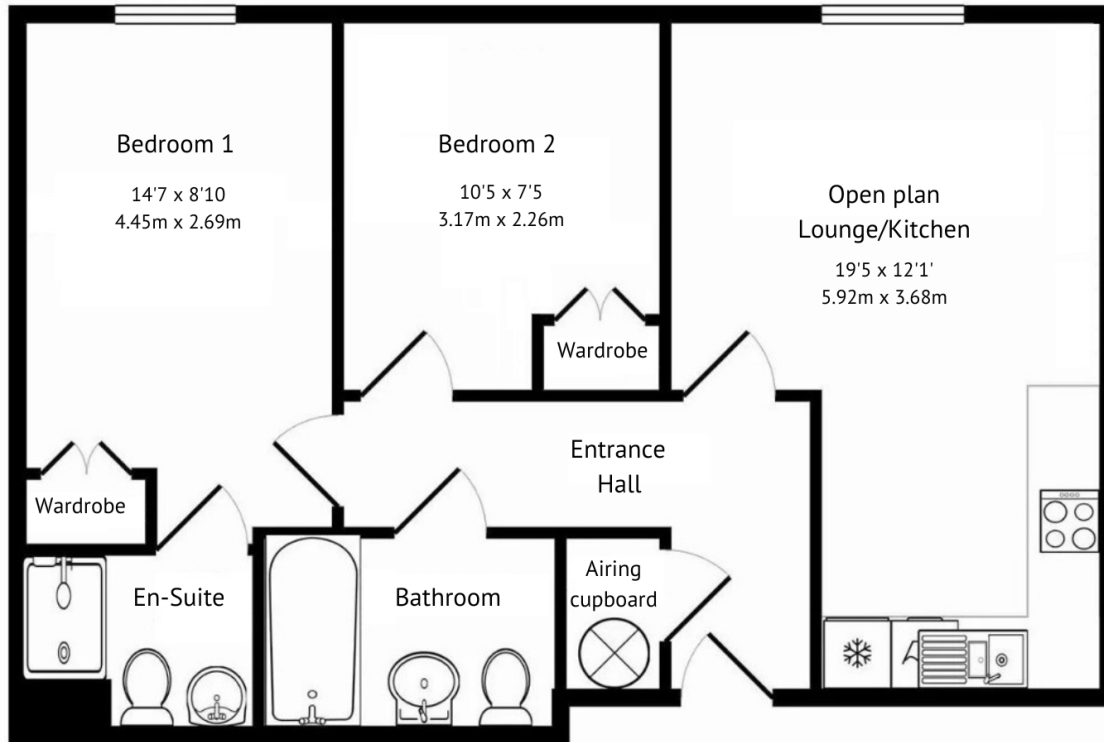 Bedroom 1
14'7 x 8'10
4.45m x 2.69m
Bedroom 2
10'5 x 7'5
3.17m x 2.26m
Open plan
Lounge/Kitchen
19'5 x 12'1'
5.92m x 3.68m
Wardrobe
Entrance
Hall
Wardrobe
En-Suite
Bathroom
Airing
cupboard